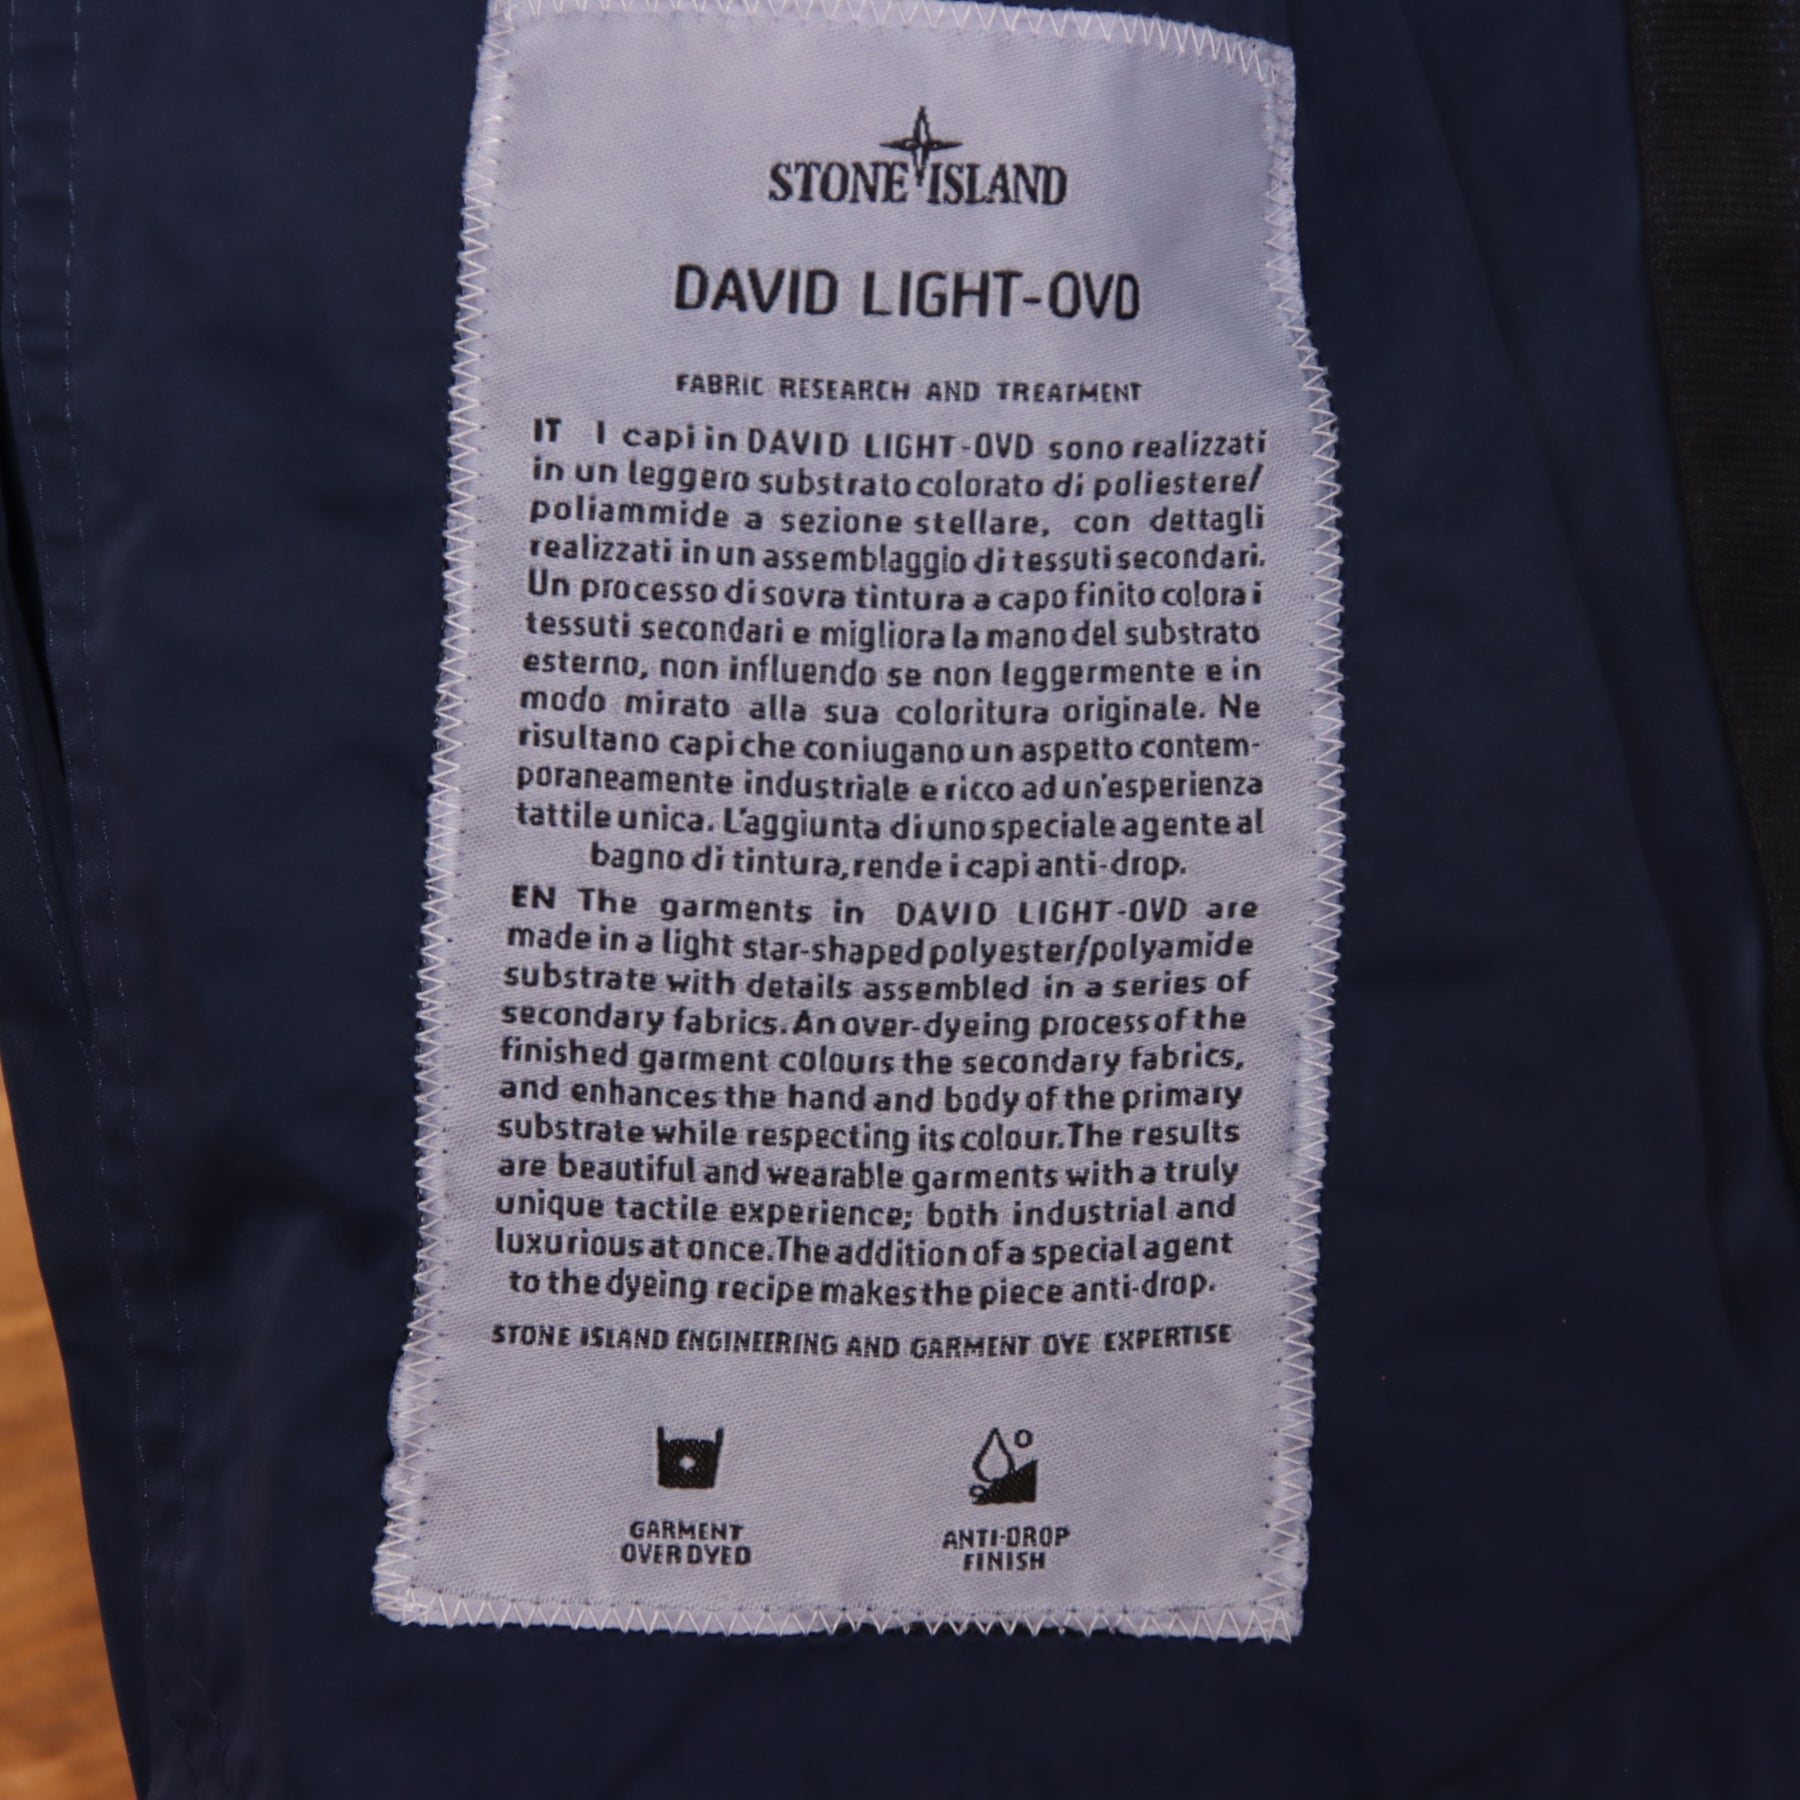 STONE ISLAND
DAVID LIGHT-OVD
FABRIC RESEARCH AND TREATMENT
IT I capi in DAVID LIGHT-OVD sono realizzati
in un leggero substrato colorato di poliestere/
poliammide a sezione stellare, con dettagli
realizzati in un assemblaggio di tessuti secondari.
Un processo di sovra tintura a capo finito colora i
tessuti secondari e migliora la mano del substrato
esterno, non influendo se non leggermente e in
modo mirato alla sua coloritura originale. Ne
risultano capi che coniugano un aspetto contem-
poraneamente industriale e ricco ad un'esperienza
tattile unica. L'aggiunta di uno speciale agente al
bagno di tintura, rende i capi anti-drop.
EN The garments in DAVID LIGHT-OVD are
made in a light star-shaped polyester/polyamide
substrate with details assembled in a series of
secondary fabrics. An over-dyeing process of the
finished garment colours the secondary fabrics,
and enhances the hand and body of the primary
substrate while respecting its colour. The results
are beautiful and wearable garments with a truly
unique tactile experience; both industrial and
luxurious at once. The addition of a special agent
to the dyeing recipe makes the piece anti-drop.
STONE ISLAND ENGINEERING AND GARMENT DYE EXPERTISE
GARMENT
OVERDYED
ANTI-DROP
FINISH